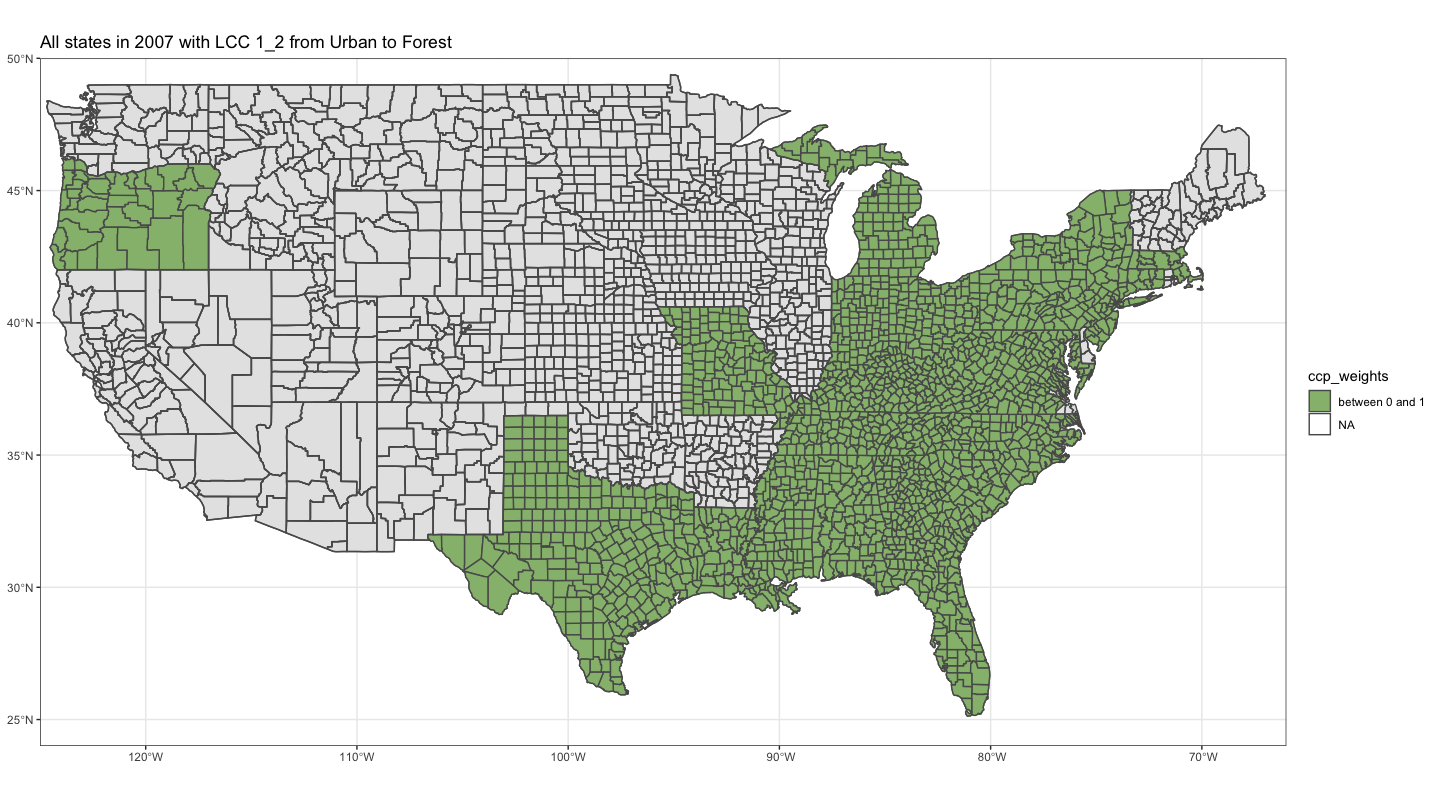 All states in 2007 with LCC 1_2 from Urban to Forest
50°N
45°N
40°N
35°N
30°N
25°N
120°W
110°W
100°W
90°W
80°W
70°W
ccp_weights
between 0 and 1
NA